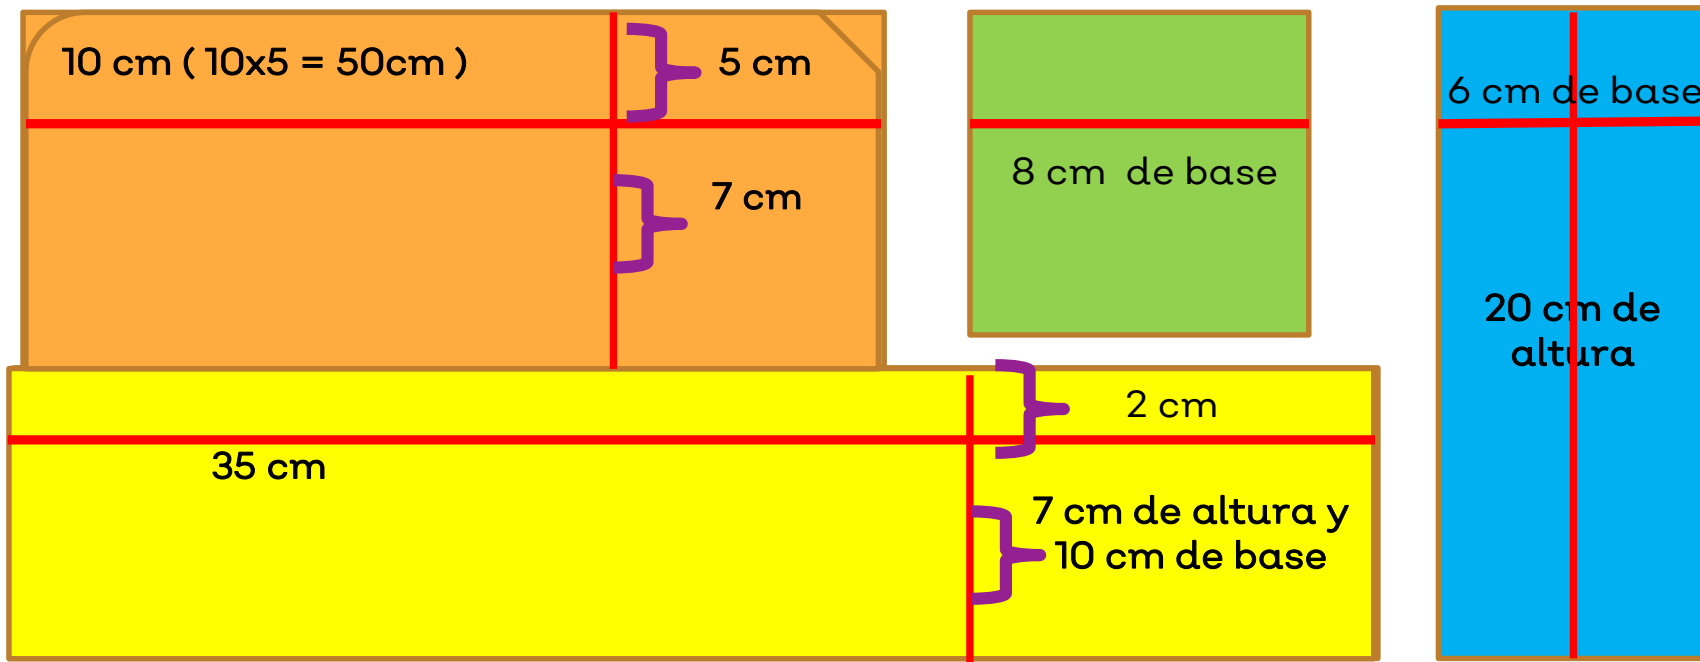 10 cm ( 10x5 = 50cm )
5 cm
7 cm
8 cm de base
6 cm de base
20 cm de
altura
2 cm
35 cm
7 cm de altura y
10 cm de base